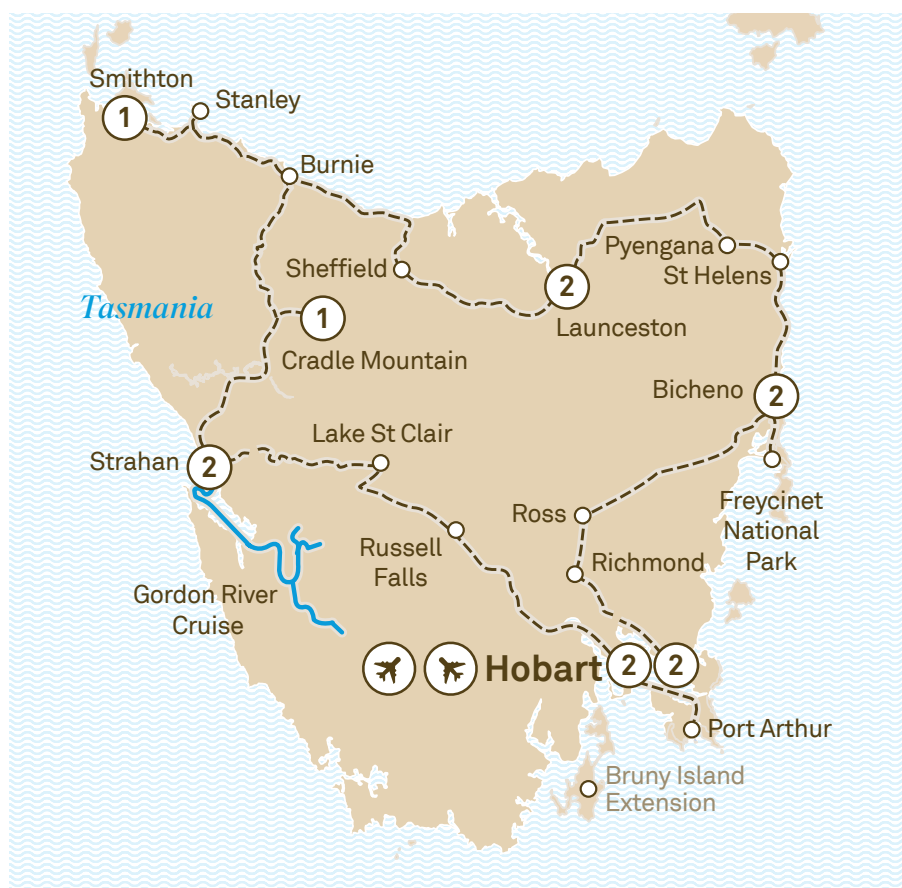 Smithton
1
Stanley
Burnie
Pyengana
St Helens
Sheffield
2
Launceston
Tasmania
1
Cradle Mountain
Bicheno
2
Lake St Clair
Strahan
2
Freycinet
National
Park
Ross
Russell
Falls
Richmond
Gordon River
Cruise
Hobart
2
2
Port Arthur
Bruny Island
Extension